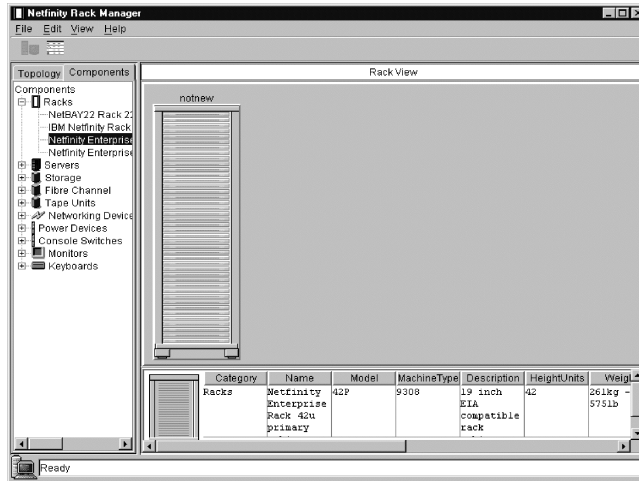 Netfinity Rack Manager
File Edit View Help
Topology Components
Rack View
Components
Racks
NetBAY22 Rack 22
IBM Netfinity Rack
Netfinity Enterprise
Netfinity Enterprise
Servers
Storage
Fibre Channel
Tape Units
Networking Device
Power Devices
Console Switches
Monitors
Keyboards
notnew
Category Name Model MachineType Description HeightUnits Weigh
Racks Netfinity 42P 9308 19 inch 42 261kg -
Enterprise EIA 575lb
Rack 42u compatible
primary rack
Ready